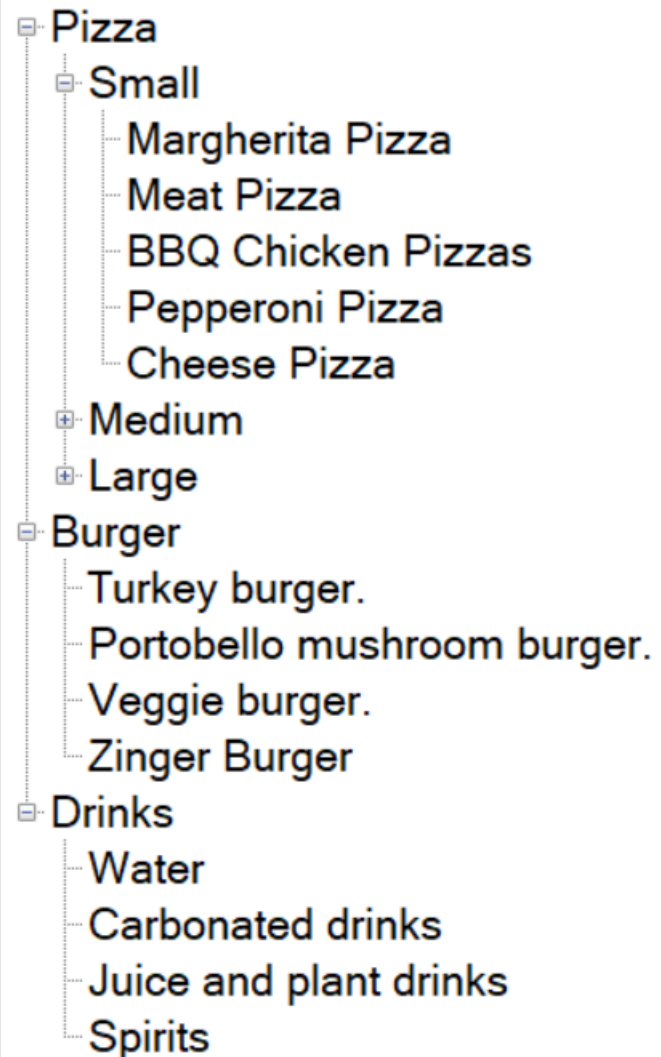 Pizza
Small
Margherita Pizza
Meat Pizza
BBQ Chicken Pizzas
Pepperoni Pizza
Cheese Pizza
Medium
Large
Burger
Turkey burger.
Portobello mushroom burger.
Veggie burger.
Zinger Burger
Drinks
Water
Carbonated drinks
Juice and plant drinks
Spirits